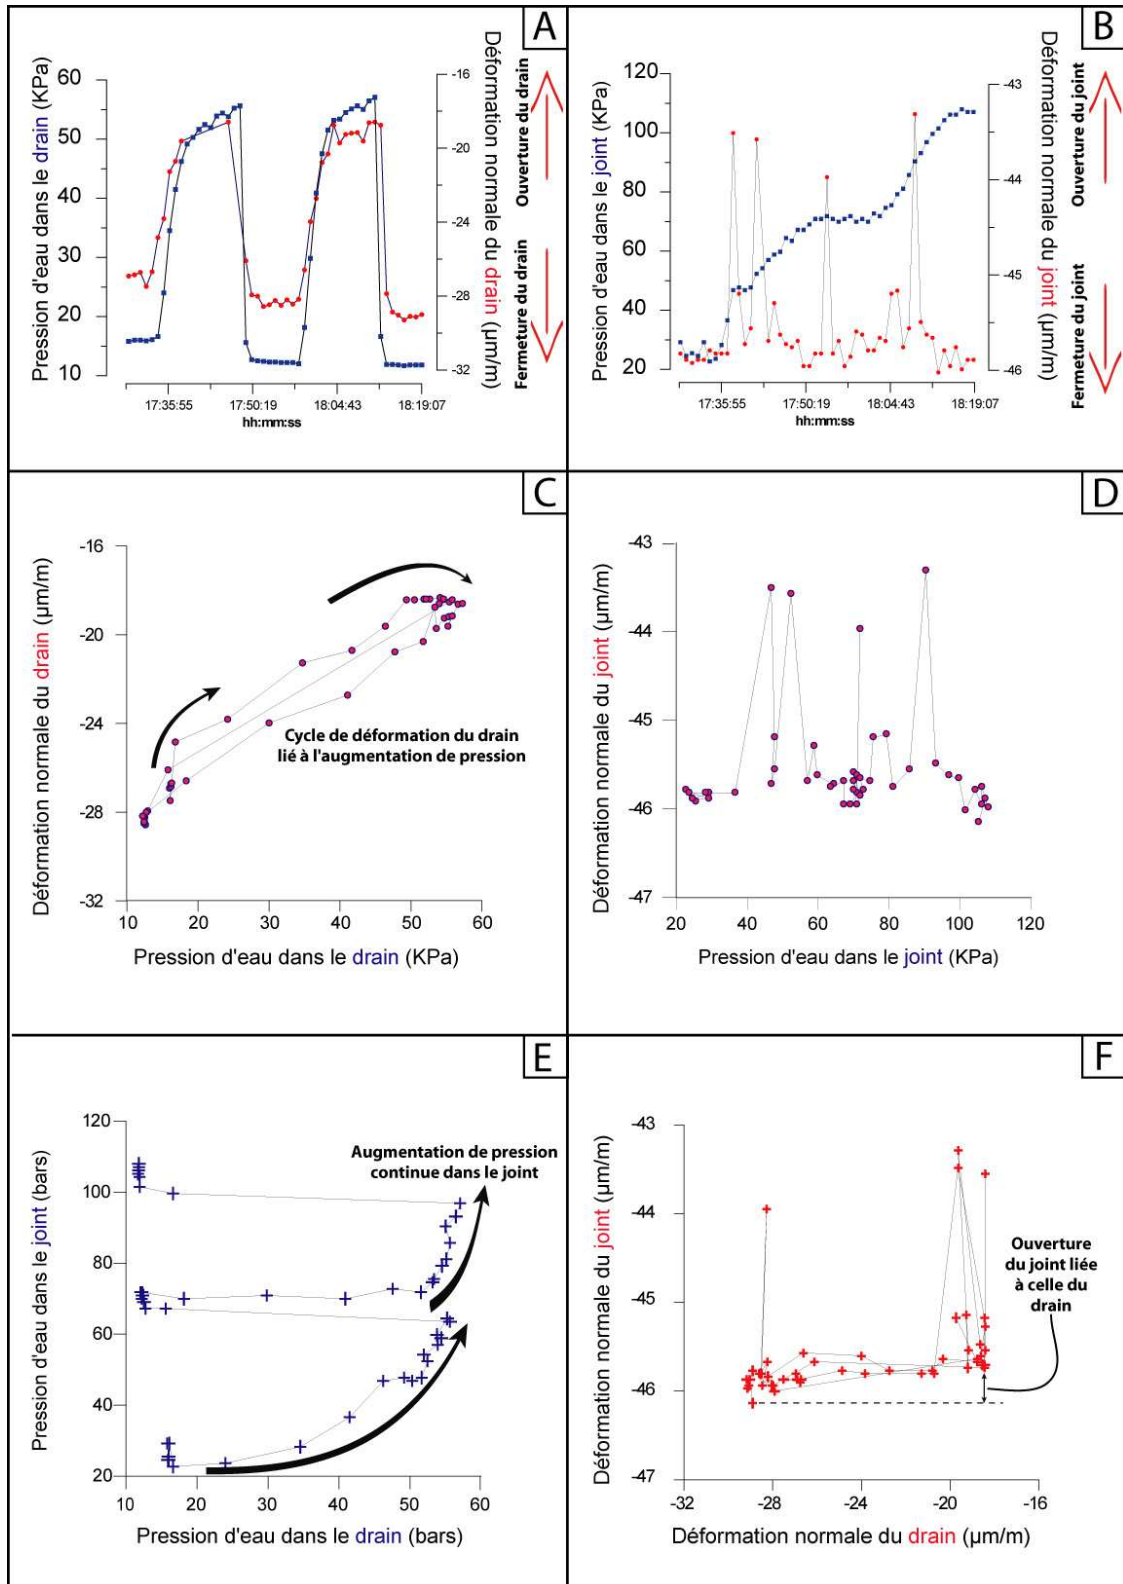 A
Pression d'eau dans le drain (KPa)
60
50
40
30
20
10
-16
-20
-24
-28
-32
Déformation normale du drain (µm/m)
Ouverture du drain
Fermeture du drain
17:35:55 17:50:19 18:04:43 18:19:07
hh:mm:ss
B
Pression d'eau dans le joint (KPa)
120
100
80
60
40
20
-43
-44
-45
-46
Déformation normale du joint (µm/m)
Ouverture du joint
Fermeture du joint
17:35:55 17:50:19 18:04:43 18:19:07
hh:mm:ss
C
Déformation normale du drain (µm/m)
-16
-20
-24
-28
-32
Cycle de déformation du drain
lié à l'augmentation de pression
10 20 30 40 50 60
Pression d'eau dans le drain (KPa)
D
Déformation normale du joint (µm/m)
-43
-44
-45
-46
-47
20 40 60 80 100 120
Pression d'eau dans le joint (KPa)
E
Pression d'eau dans le joint (bars)
120
100
80
60
40
20
Augmentation de pression
continue dans le joint
10 20 30 40 50 60
Pression d'eau dans le drain (bars)
F
Déformation normale du joint (µm/m)
-43
-44
-45
-46
-47
Ouverture
du joint liée
à celle du
drain
-32 -28 -24 -20 -16
Déformation normale du drain (µm/m)